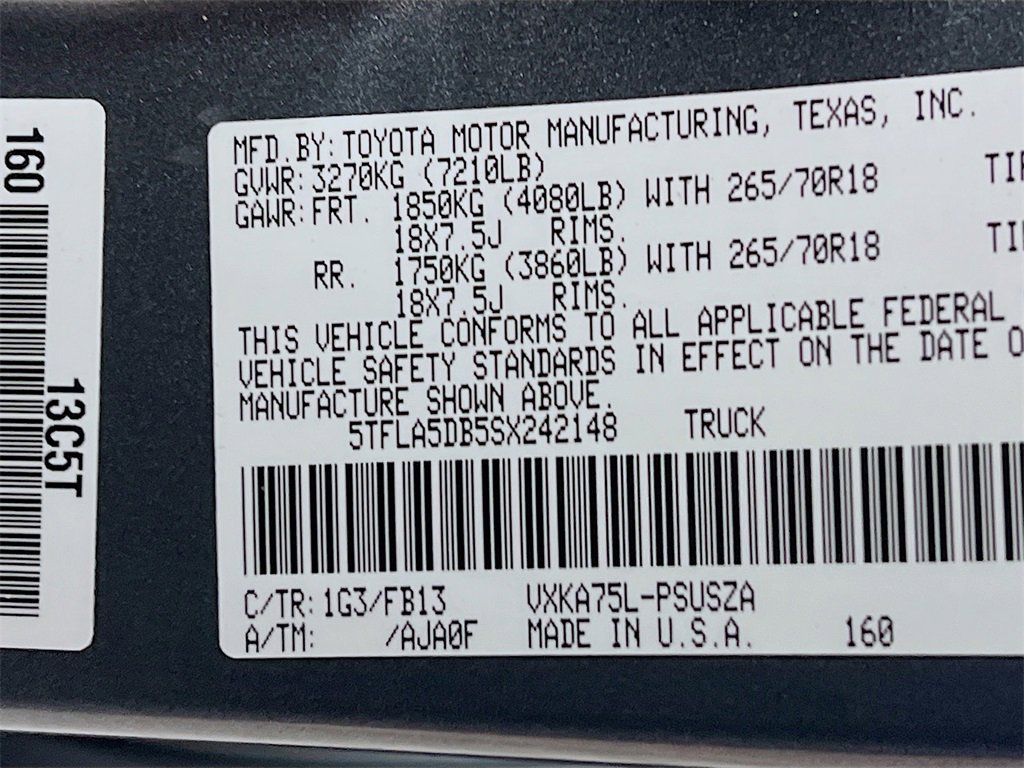 160
13C5T
MFD.BY:TOYOTA MOTOR MANUFACTURING, TEXAS, INC.
GVWR:3270KG (7210LB)
GAWR:FRT. 1850KG (4080LB) WITH 265/70R18
18X7.5J RIMS.
RR. 1750KG (3860LB) WITH 265/70R18
18X7.5J RIMS.
THIS VEHICLE CONFORMS TO ALL APPLICABLE FEDERAL
VEHICLE SAFETY STANDARDS IN EFFECT ON THE DATE
MANUFACTURE SHOWN ABOVE.
5TFLA5DB5SX242148 TRUCK
C/TR:1G3/FB13 VXKA75L-PSUSZA
A/TM: /AJA0F MADE IN U.S.A. 160